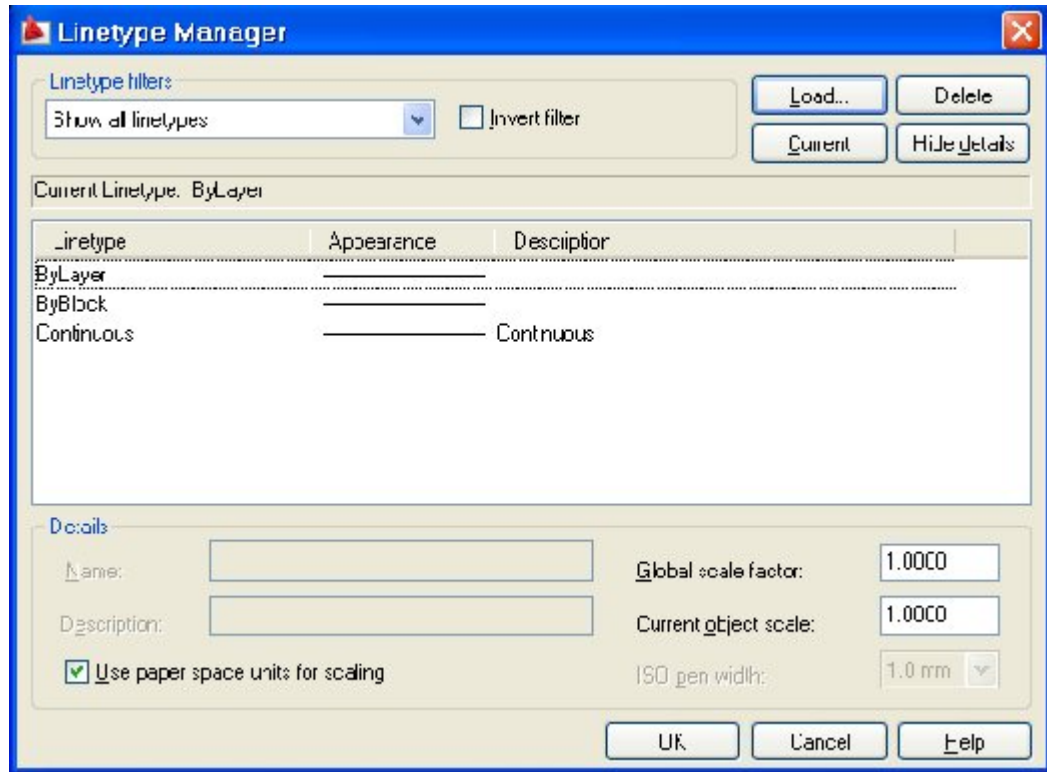 Linetype Manager
Linetype filters
Show all linetypes
Invert filter
Load...
Delete
Current
Hide details
Current Linetype: ByLayer
Linetype Appearance Description
ByLayer
ByBlock
Continuous Continuous
Details
Name:
Description:
Use paper space units for scaling
Global scale factor: 1.0000
Current object scale: 1.0000
ISO pen width: 1.0 mm
OK Cancel Help